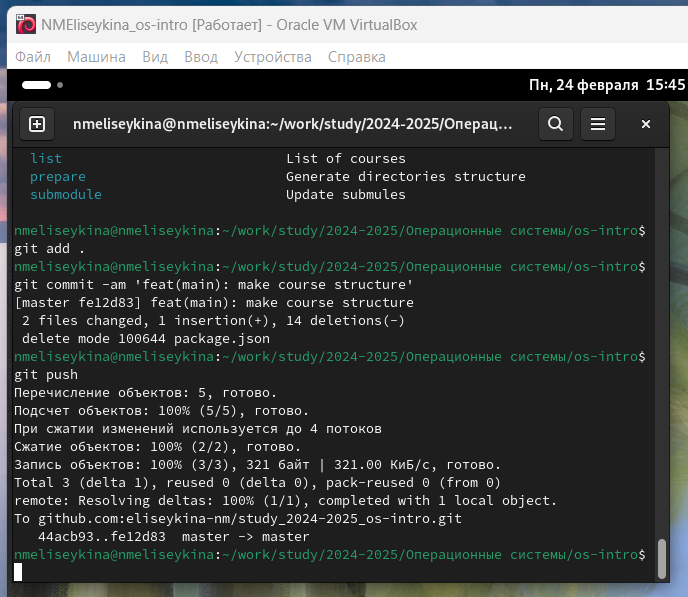 NMEliseykina_os-intro [Работает] - Oracle VM VirtualBox
Файл Машина Вид Ввод Устройства Справка
Пн, 24 февраля 15:45
nmeliseykina@nmeliseykina:~/work/study/2024-2025/Операц...
list List of courses
prepare Generate directories structure
submodule Update submules
nmeliseykina@nmeliseykina:~/work/study/2024-2025/Операционные системы/os-intro$
git add .
nmeliseykina@nmeliseykina:~/work/study/2024-2025/Операционные системы/os-intro$
git commit -am 'feat(main): make course structure'
[master fe12d83] feat(main): make course structure
2 files changed, 1 insertion(+), 14 deletions(-)
delete mode 100644 package.json
nmeliseykina@nmeliseykina:~/work/study/2024-2025/Операционные системы/os-intro$
git push
Перечисление объектов: 5, готово.
Подсчет объектов: 100% (5/5), готово.
При сжатии изменений используется до 4 потоков
Сжатие объектов: 100% (2/2), готово.
Запись объектов: 100% (3/3), 321 байт | 321.00 КиБ/с, готово.
Total 3 (delta 1), reused 0 (delta 0), pack-reused 0 (from 0)
remote: Resolving deltas: 100% (1/1), completed with 1 local object.
To github.com:eliseykina-nm/study_2024-2025_os-intro.git
44acb93..fe12d83 master -> master
nmeliseykina@nmeliseykina:~/work/study/2024-2025/Операционные системы/os-intro$